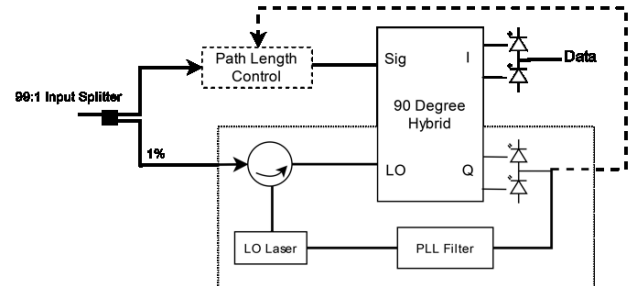 Path Length
Control
Sig
I
Data
99:1 Input Splitter
90 Degree
Hybrid
1%
LO
Q
LO Laser
PLL Filter